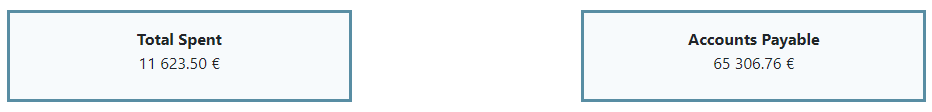 Total Spent
11 623.50 €
Accounts Payable
65 306.76 €